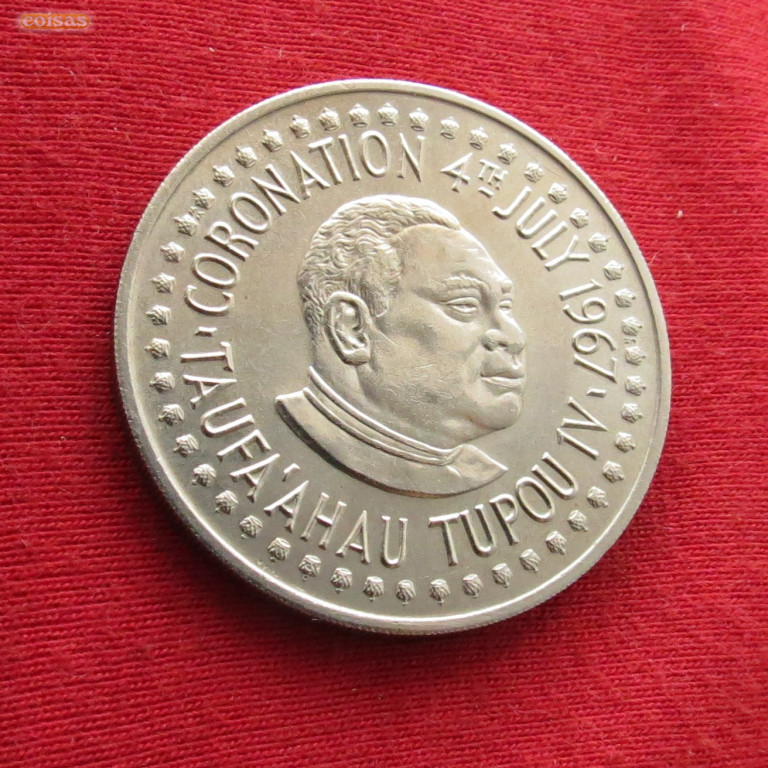 eoisas
· CORONATION 4TH JULY 1967 ·
TAUFA'AHAU TUPOU IV